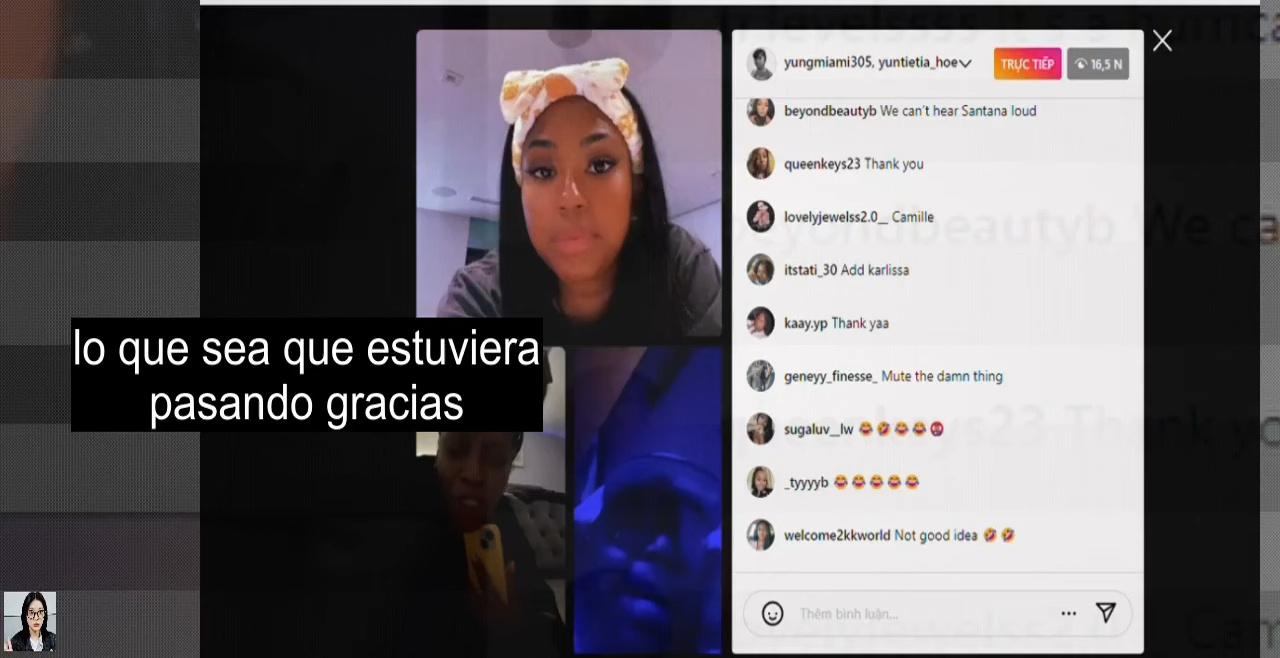 yungmiami305, yuntietia_hoe
TRỰC TIẾP
16,5 N
beyondbeautyb We can't hear Santana loud
queenkeys23 Thank you
lovelyjewelss2.0__ Camille
itstati_30 Add karlissa
kaay.yp Thank yaa
geneyy_finesse_ Mute the damn thing
sugaluv__lw 😂🤣😂😂
_tyyyyb 😂😂😂😂😂
welcome2kkworld Not good idea 🤣🤣
Thêm bình luận...
lo que sea que estuviera
pasando gracias